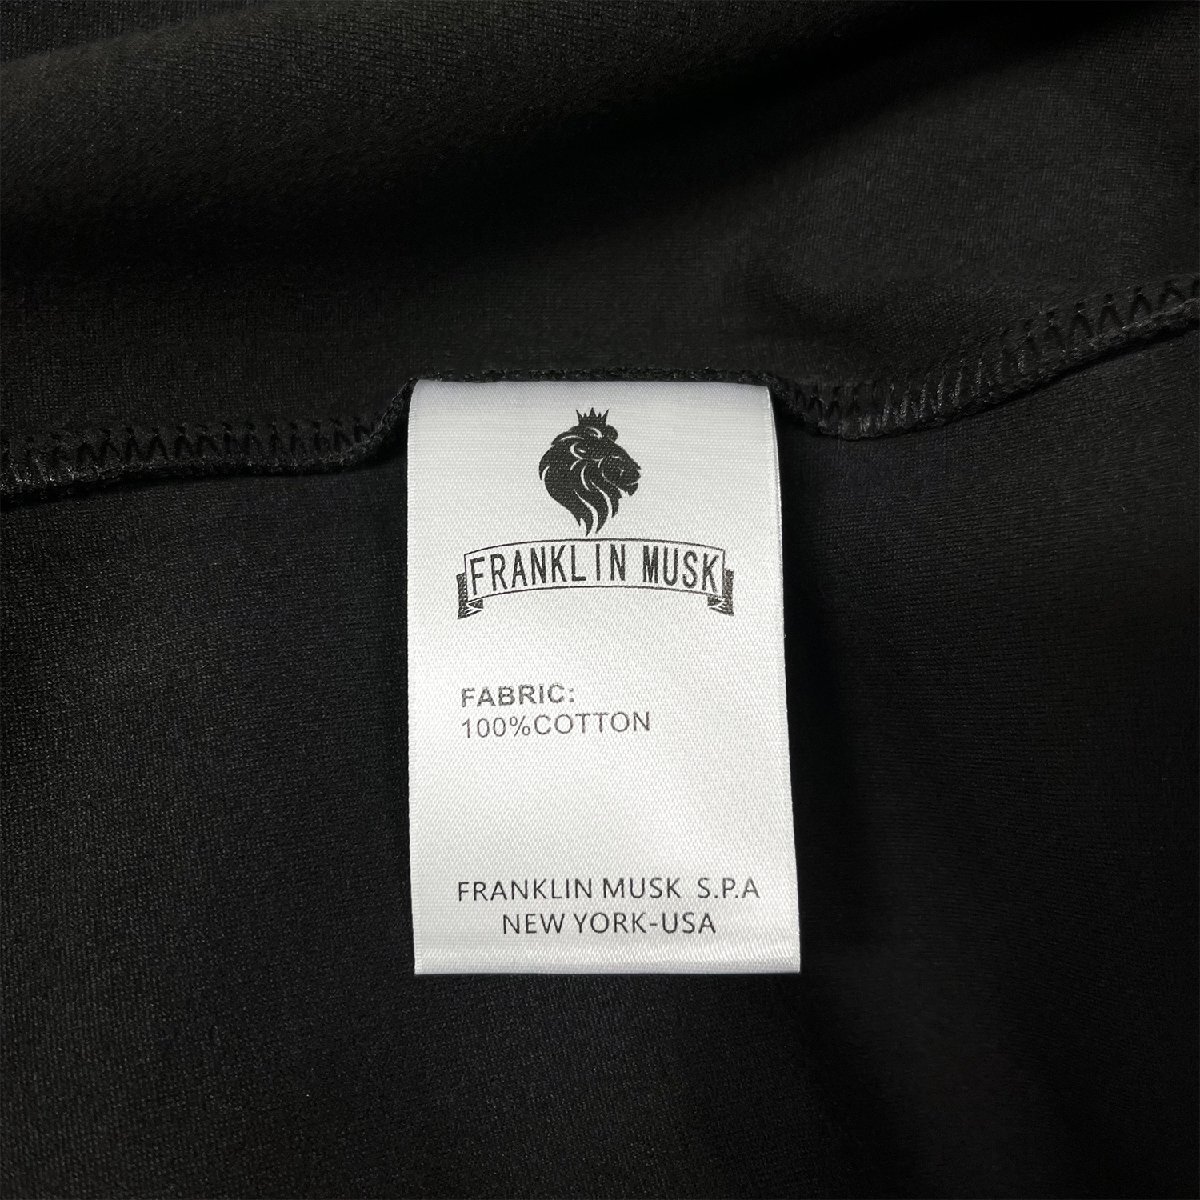 FRANKLIN MUSK
FABRIC:
100%COTTON
FRANKLIN MUSK S.P.A
NEW YORK-USA